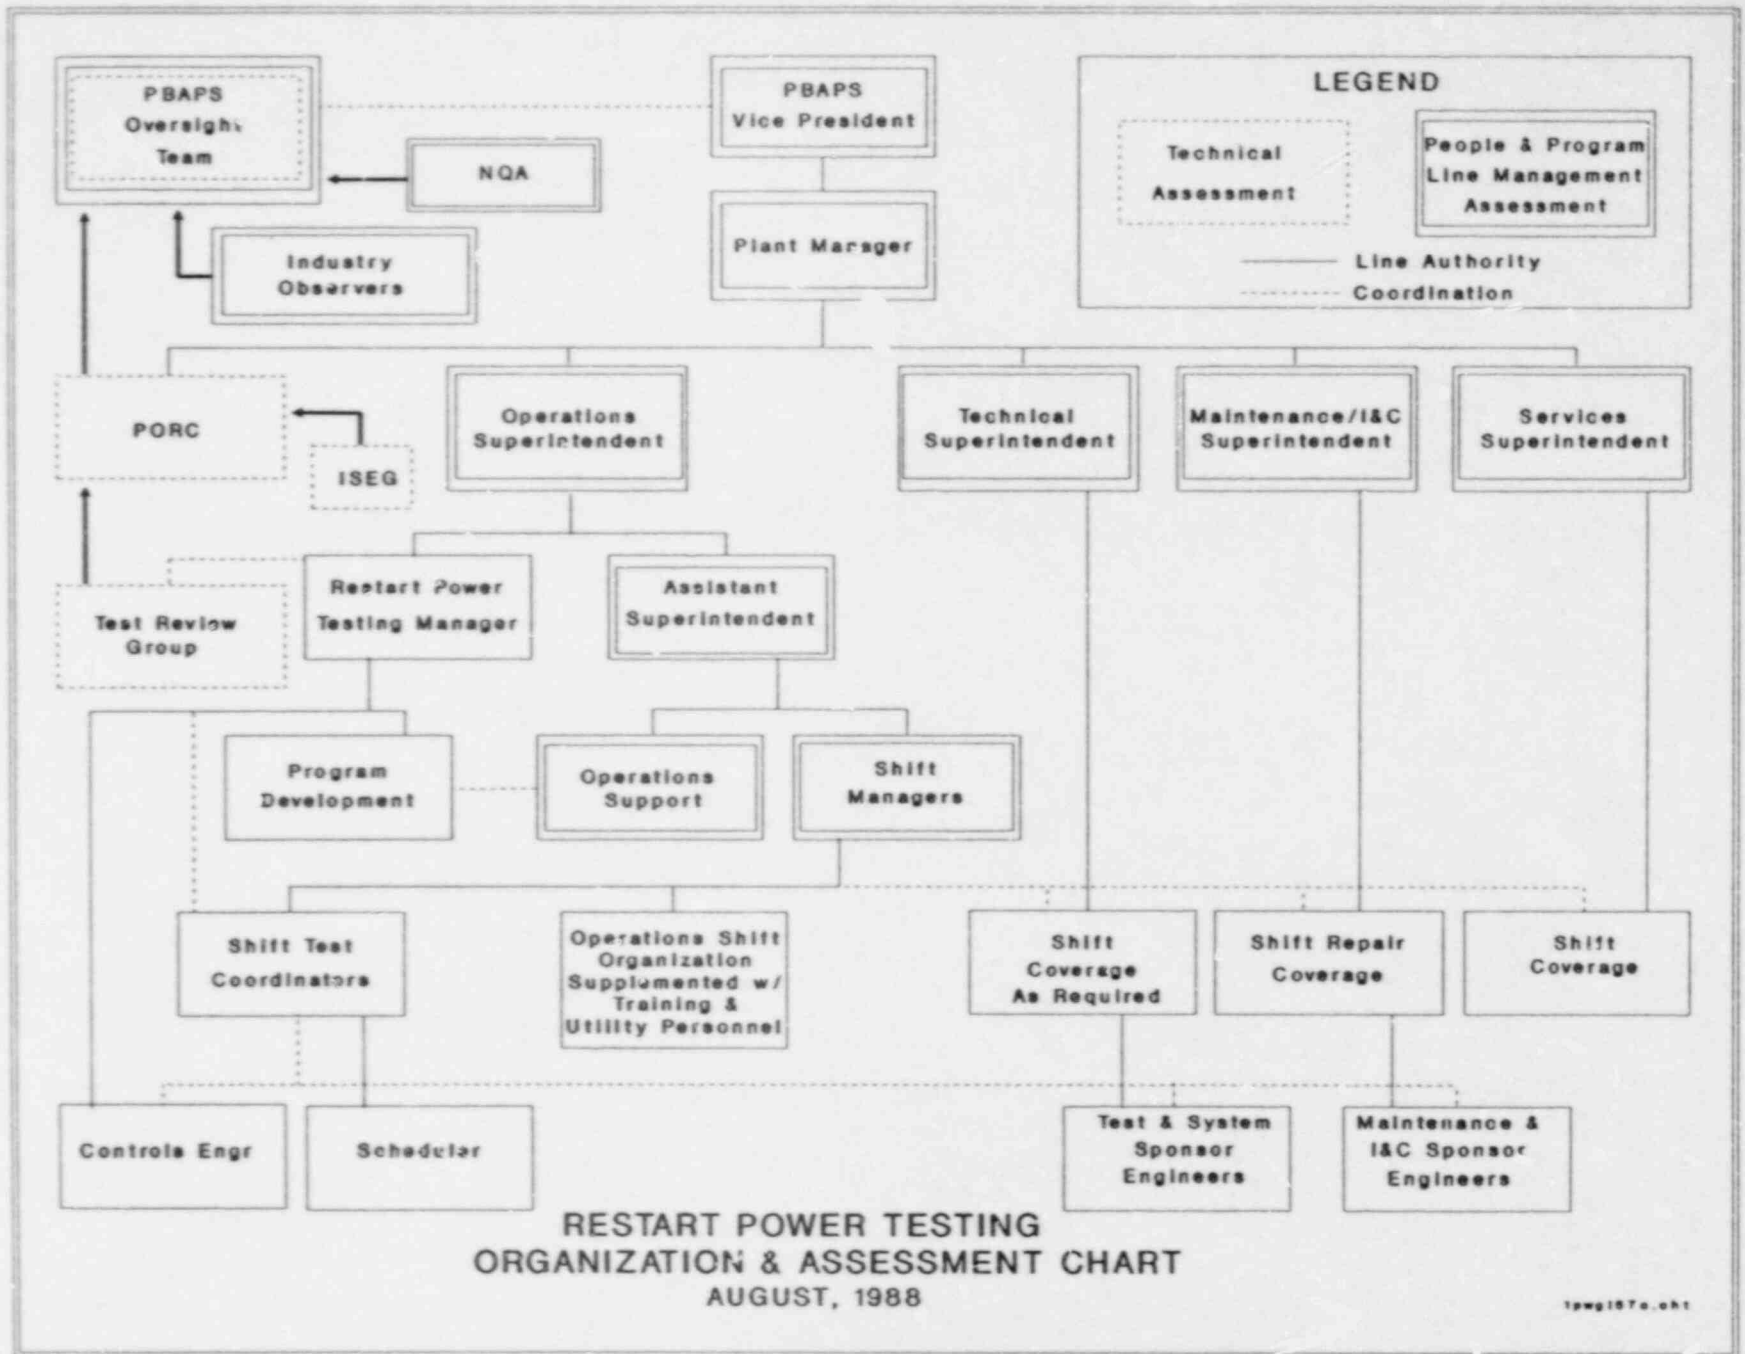 PBAPS
Oversight
Team
PBAPS
Vice President
LEGEND
Technical
Assessment
People & Program
Line Management
Assessment
Line Authority
Coordination
NQA
Industry
Observers
Plant Manager
PORC
ISEG
Operations
Superintendent
Technical
Superintendent
Maintenance/I&C
Superintendent
Services
Superintendent
Test Review
Group
Restart Power
Testing Manager
Assistant
Superintendent
Program
Development
Operations
Support
Shift
Managers
Shift Test
Coordinators
Operations Shift
Organization
Supplemented w/
Training &
Utility Personnel
Shift
Coverage
As Required
Shift Repair
Coverage
Shift
Coverage
Controls Engr
Scheduler
Test & System
Sponsor
Engineers
Maintenance &
I&C Sponsor
Engineers
RESTART POWER TESTING
ORGANIZATION & ASSESSMENT CHART
AUGUST, 1988